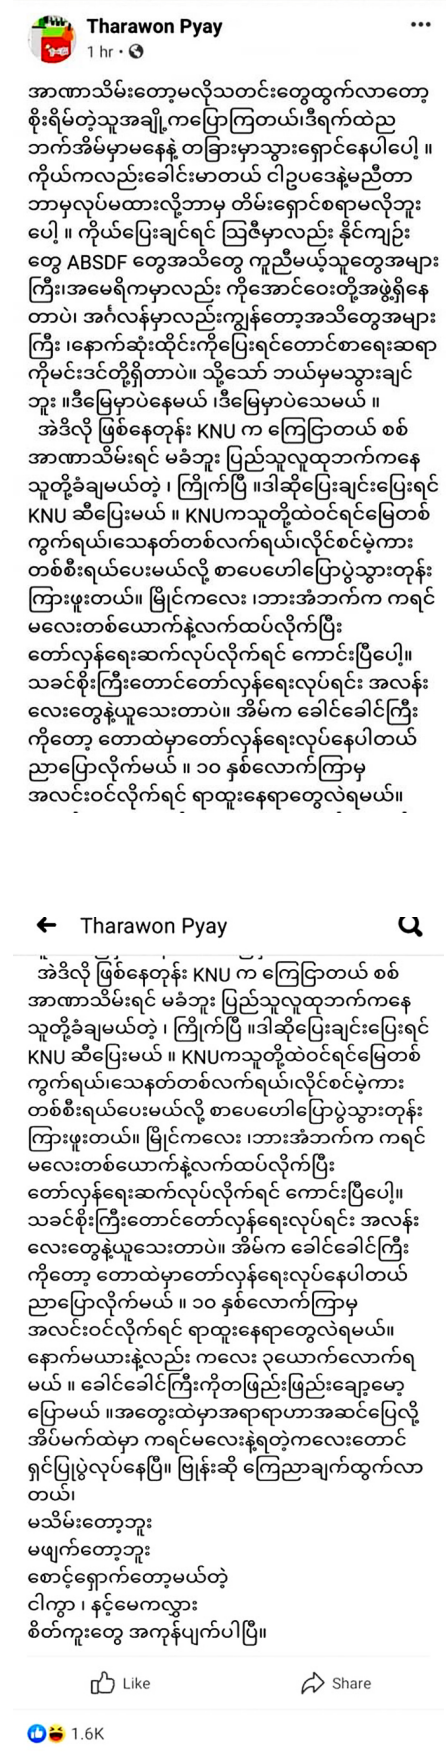 Tharawon Pyay
1 hr •
အာဏာသိမ်းတော့မလိုသတင်းတွေထွက်လာတော့
စိုးရိမ်တဲ့သူအချို့ကပြောကြတယ်၊ဒီရက်ထဲည
ဘက်အိမ်မှာမနေနဲ့ တခြားမှာသွားရှောင်နေပါပေါ့ ။
ကိုယ်ကလည်းခေါင်းမာတယ် ငါဥပဒေနဲ့မညီတာ
ဘာမှလုပ်မထားလို့ဘာမှ တိမ်းရှောင်စရာမလိုဘူး
ပေါ့ ။ ကိုယ်ပြေးချင်ရင် ဩဇီမှာလည်း နိုင်ကျဉ်း
တွေ ABSDF တွေအသိတွေ ကူညီမယ့်သူတွေအများ
ကြီး၊အမေရိကမှာလည်း ကိုအောင်ဝေးတို့အဖွဲ့ရှိနေ
တာပဲ၊ အင်္ဂလန်မှာလည်းကျွန်တော့အသိတွေအများ
ကြီး ၊နောက်ဆုံးထိုင်းကိုပြေးရင်တောင်စာရေးဆရာ
ကိုမင်းဒင်တို့ရှိတာပဲ။ သို့သော် ဘယ်မှမသွားချင်
ဘူး ။ဒီမြေမှာပဲနေမယ် ၊ဒီမြေမှာပဲသေမယ် ။
အဲဒိလို ဖြစ်နေတုန်း KNU က ကြေငြာတယ် စစ်
အာဏာသိမ်းရင် မခံဘူး ပြည်သူလူထုဘက်ကနေ
သူတို့ခံချမယ်တဲ့ ၊ ကြိုက်ပြီ ။ဒါဆိုပြေးချင်းပြေးရင်
KNU ဆီပြေးမယ် ။ KNUကသူတို့ထဲဝင်ရင်မြေတစ်
ကွက်ရယ်၊သေနတ်တစ်လက်ရယ်၊လိုင်စင်မဲ့ကား
တစ်စီးရယ်ပေးမယ်လို့ စာပေဟေါပြောပွဲသွားတုန်း
ကြားဖူးတယ်။ မြိုင်ကလေး ၊ဘားအံဘက်က ကရင်
မလေးတစ်ယောက်နဲ့လက်ထပ်လိုက်ပြီး
တော်လှန်ရေးဆက်လုပ်လိုက်ရင် ကောင်းပြီပေါ့။
သခင်စိုးကြီးတောင်တော်လှန်ရေးလုပ်ရင်း အလန်း
လေးတွေနဲ့ယူသေးတာပဲ။ အိမ်က ခေါင်ခေါင်ကြီး
ကိုတော့ တောထဲမှာတော်လှန်ရေးလုပ်နေပါတယ်
ညာပြောလိုက်မယ် ။ ၁၀ နှစ်လောက်ကြာမှ
အလင်းဝင်လိုက်ရင် ရာထူးနေရာတွေလဲရမယ်။
Tharawon Pyay
အဲဒိလို ဖြစ်နေတုန်း KNU က ကြေငြာတယ် စစ်
အာဏာသိမ်းရင် မခံဘူး ပြည်သူလူထုဘက်ကနေ
သူတို့ခံချမယ်တဲ့ ၊ ကြိုက်ပြီ ။ဒါဆိုပြေးချင်းပြေးရင်
KNU ဆီပြေးမယ် ။ KNUကသူတို့ထဲဝင်ရင်မြေတစ်
ကွက်ရယ်၊သေနတ်တစ်လက်ရယ်၊လိုင်စင်မဲ့ကား
တစ်စီးရယ်ပေးမယ်လို့ စာပေဟေါပြောပွဲသွားတုန်း
ကြားဖူးတယ်။ မြိုင်ကလေး ၊ဘားအံဘက်က ကရင်
မလေးတစ်ယောက်နဲ့လက်ထပ်လိုက်ပြီး
တော်လှန်ရေးဆက်လုပ်လိုက်ရင် ကောင်းပြီပေါ့။
သခင်စိုးကြီးတောင်တော်လှန်ရေးလုပ်ရင်း အလန်း
လေးတွေနဲ့ယူသေးတာပဲ။ အိမ်က ခေါင်ခေါင်ကြီး
ကိုတော့ တောထဲမှာတော်လှန်ရေးလုပ်နေပါတယ်
ညာပြောလိုက်မယ် ။ ၁၀ နှစ်လောက်ကြာမှ
အလင်းဝင်လိုက်ရင် ရာထူးနေရာတွေလဲရမယ်။
နောက်မယားနဲ့လည်း ကလေး ၃ယောက်လောက်ရ
မယ် ။ ခေါင်ခေါင်ကြီးကိုတဖြည်းဖြည်းချော့မော့
ပြောမယ် ။အတွေးထဲမှာအရာရာဟာအဆင်ပြေလို့
အိပ်မက်ထဲမှာ ကရင်မလေးနဲ့ရတဲ့ကလေးတောင်
ရှင်ပြုပွဲလုပ်နေပြီ။ ဗြုန်းဆို ကြေညာချက်ထွက်လာ
တယ်၊
မသိမ်းတော့ဘူး
မဖျက်တော့ဘူး
စောင့်ရှောက်တော့မယ်တဲ့
ငါကွာ ၊ နင့်မေကလွှား
စိတ်ကူးတွေ အကုန်ပျက်ပါပြီ။
Like
Share
1.6K